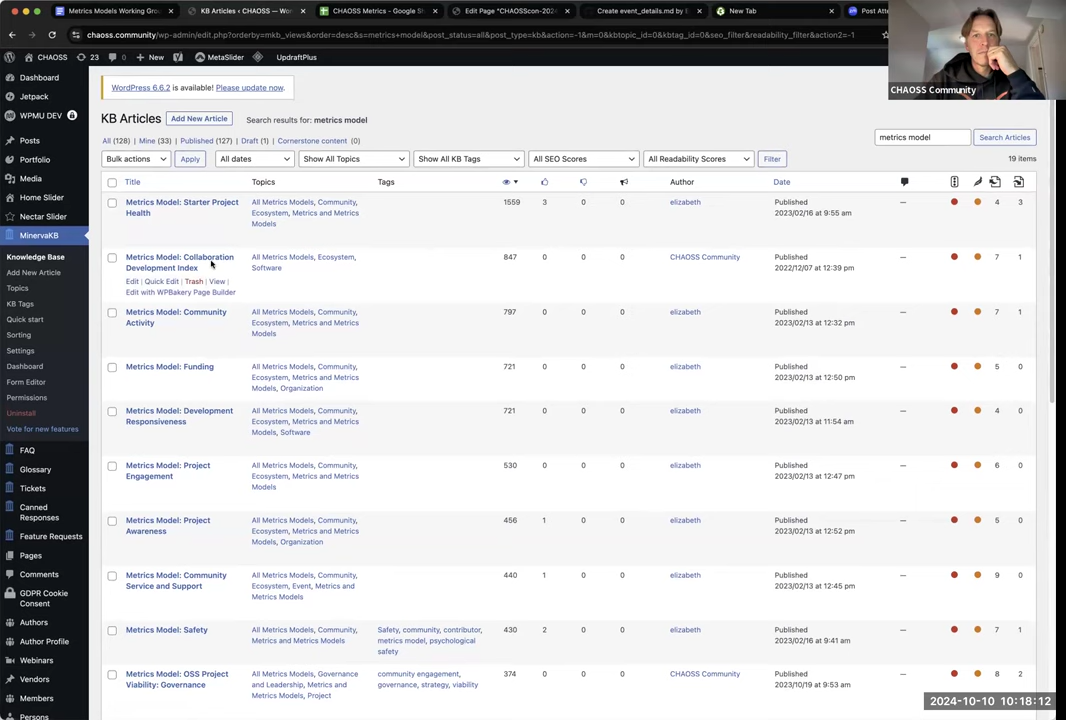 Metrics Models Working Grou
KB Articles ‹ CHAOSS — Wor
CHAOSS Metrics - Google Sh
Edit Page "CHAOSScon-202
Create event_details.md by E
New Tab
Post Atte
chaoss.community/wp-admin/edit.php?orderby=mkb_views&order=desc&s=metrics+model&post_status=all&post_type=kb&action=-1&m=0&kbtopic_id=0&kbtag_id=0&seo_filter&readability_filter&action2=-1
CHAOSS
23
0
New
MetaSlider
UpdraftPlus
CHAOSS Community
Dashboard
Jetpack
WPMU DEV
Posts
Portfolio
Media
Home Slider
Nectar Slider
MinervaKB
Knowledge Base
Add New Article
Topics
KB Tags
Quick start
Sorting
Settings
Dashboard
Form Editor
Permissions
Uninstall
Vote for new features
FAQ
Glossary
Tickets
Canned
Responses
Feature Requests
Pages
Comments
GDPR Cookie
Consent
Authors
Author Profile
Webinars
Vendors
Members
Persons
WordPress 6.6.2 is available! Please update now.
KB Articles
Add New Article
Search results for: metrics model
All (128) | Mine (33) | Published (127) | Draft (1) | Cornerstone content (0)
metrics model
Search Articles
Bulk actions
Apply
All dates
Show All Topics
Show All KB Tags
All SEO Scores
All Readability Scores
Filter
19 items
Title
Topics
Tags
Author
Date
Metrics Model: Starter Project
Health
All Metrics Models, Community,
Ecosystem, Metrics and Metrics
Models
1559
3
0
0
elizabeth
Published
2023/02/16 at 9:55 am
—
4
3
Metrics Model: Collaboration
Development Index
Edit | Quick Edit | Trash | View |
Edit with WPBakery Page Builder
All Metrics Models, Ecosystem,
Software
847
0
0
0
CHAOSS Community
Published
2022/12/07 at 12:39 pm
—
7
1
Metrics Model: Community
Activity
All Metrics Models, Community,
Ecosystem, Metrics and Metrics
Models
797
0
0
0
elizabeth
Published
2023/02/13 at 12:32 pm
—
7
1
Metrics Model: Funding
All Metrics Models, Community,
Ecosystem, Metrics and Metrics
Models, Organization
721
0
0
0
elizabeth
Published
2023/02/13 at 12:50 pm
—
5
0
Metrics Model: Development
Responsiveness
All Metrics Models, Community,
Ecosystem, Metrics and Metrics
Models, Software
721
0
0
0
elizabeth
Published
2023/02/13 at 11:54 am
—
4
0
Metrics Model: Project
Engagement
All Metrics Models, Community,
Ecosystem, Metrics and Metrics
Models
530
0
0
0
elizabeth
Published
2023/02/13 at 12:47 pm
—
6
0
Metrics Model: Project
Awareness
All Metrics Models, Community,
Ecosystem, Metrics and Metrics
Models, Organization
456
1
0
0
elizabeth
Published
2023/02/13 at 12:52 pm
—
5
0
Metrics Model: Community
Service and Support
All Metrics Models, Community,
Ecosystem, Event, Metrics and
Metrics Models
440
1
0
0
elizabeth
Published
2023/02/13 at 12:45 pm
—
9
0
Metrics Model: Safety
All Metrics Models, Community,
Metrics and Metrics Models
Safety, community, contributor,
metrics model, psychological
safety
430
2
0
0
elizabeth
Published
2023/02/16 at 9:41 am
—
7
1
Metrics Model: OSS Project
Viability: Governance
All Metrics Models, Governance
and Leadership, Metrics and
Metrics Models, Project
community engagement,
governance, strategy, viability
374
0
0
0
CHAOSS Community
Published
2023/10/19 at 9:53 am
—
8
2
2024-10-10 10:18:12